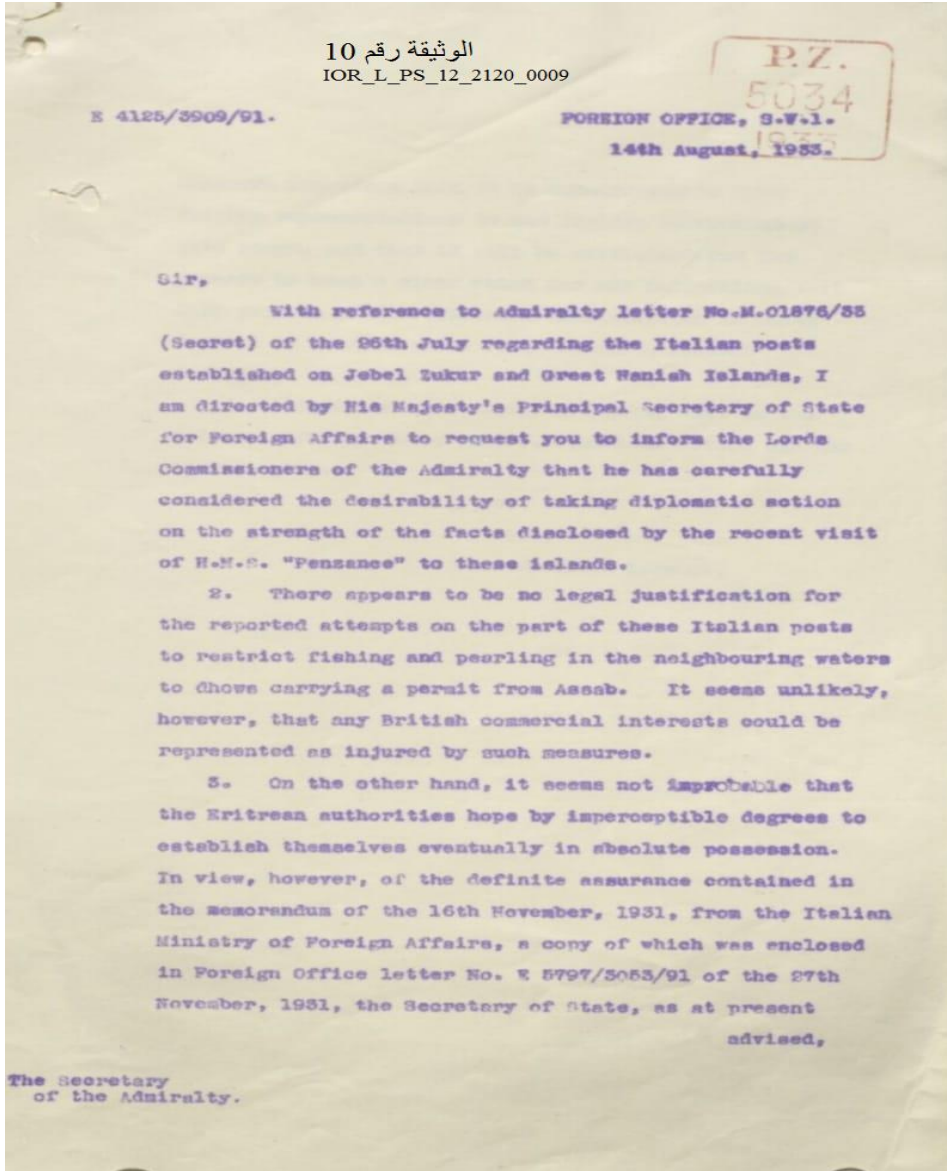 الوثيقة رقم 10
IOR_L_PS_12_2120_0009
P.Z.
5034
1933
E 4125/3909/91.
FOREIGN OFFICE, S.W.1.
14th August, 1933.
Sir,
With reference to Admiralty letter No.M.01876/33
(Secret) of the 26th July regarding the Italian posts
established on Jebel Zukur and Great Hanish Islands, I
am directed by His Majesty's Principal Secretary of State
for Foreign Affairs to request you to inform the Lords
Commissioners of the Admiralty that he has carefully
considered the desirability of taking diplomatic action
on the strength of the facts disclosed by the recent visit
of H.M.S. "Penzance" to these islands.
2. There appears to be no legal justification for
the reported attempts on the part of these Italian posts
to restrict fishing and pearling in the neighbouring waters
to dhows carrying a permit from Assab. It seems unlikely,
however, that any British commercial interests could be
represented as injured by such measures.
3. On the other hand, it seems not improbable that
the Eritrean authorities hope by imperceptible degrees to
establish themselves eventually in absolute possession.
In view, however, of the definite assurance contained in
the memorandum of the 16th November, 1931, from the Italian
Ministry of Foreign Affairs, a copy of which was enclosed
in Foreign Office letter No. E 5797/3053/91 of the 27th
November, 1931, the Secretary of State, as at present
advised,
The Secretary
of the Admiralty.